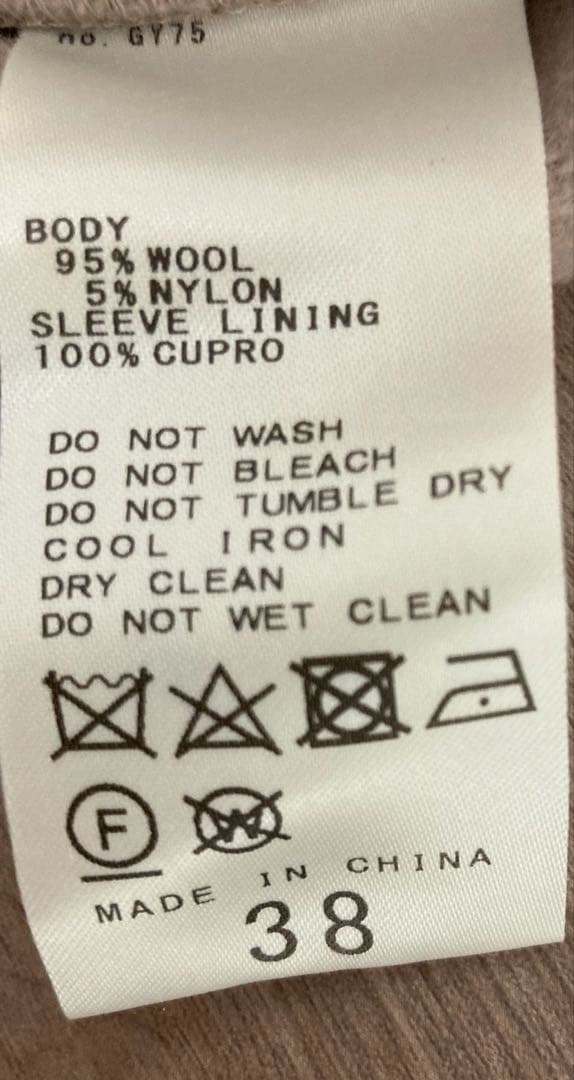 no. GY75
BODY
95% WOOL
5% NYLON
SLEEVE LINING
100% CUPRO
DO NOT WASH
DO NOT BLEACH
DO NOT TUMBLE DRY
COOL IRON
DRY CLEAN
DO NOT WET CLEAN
F W
MADE IN CHINA
38